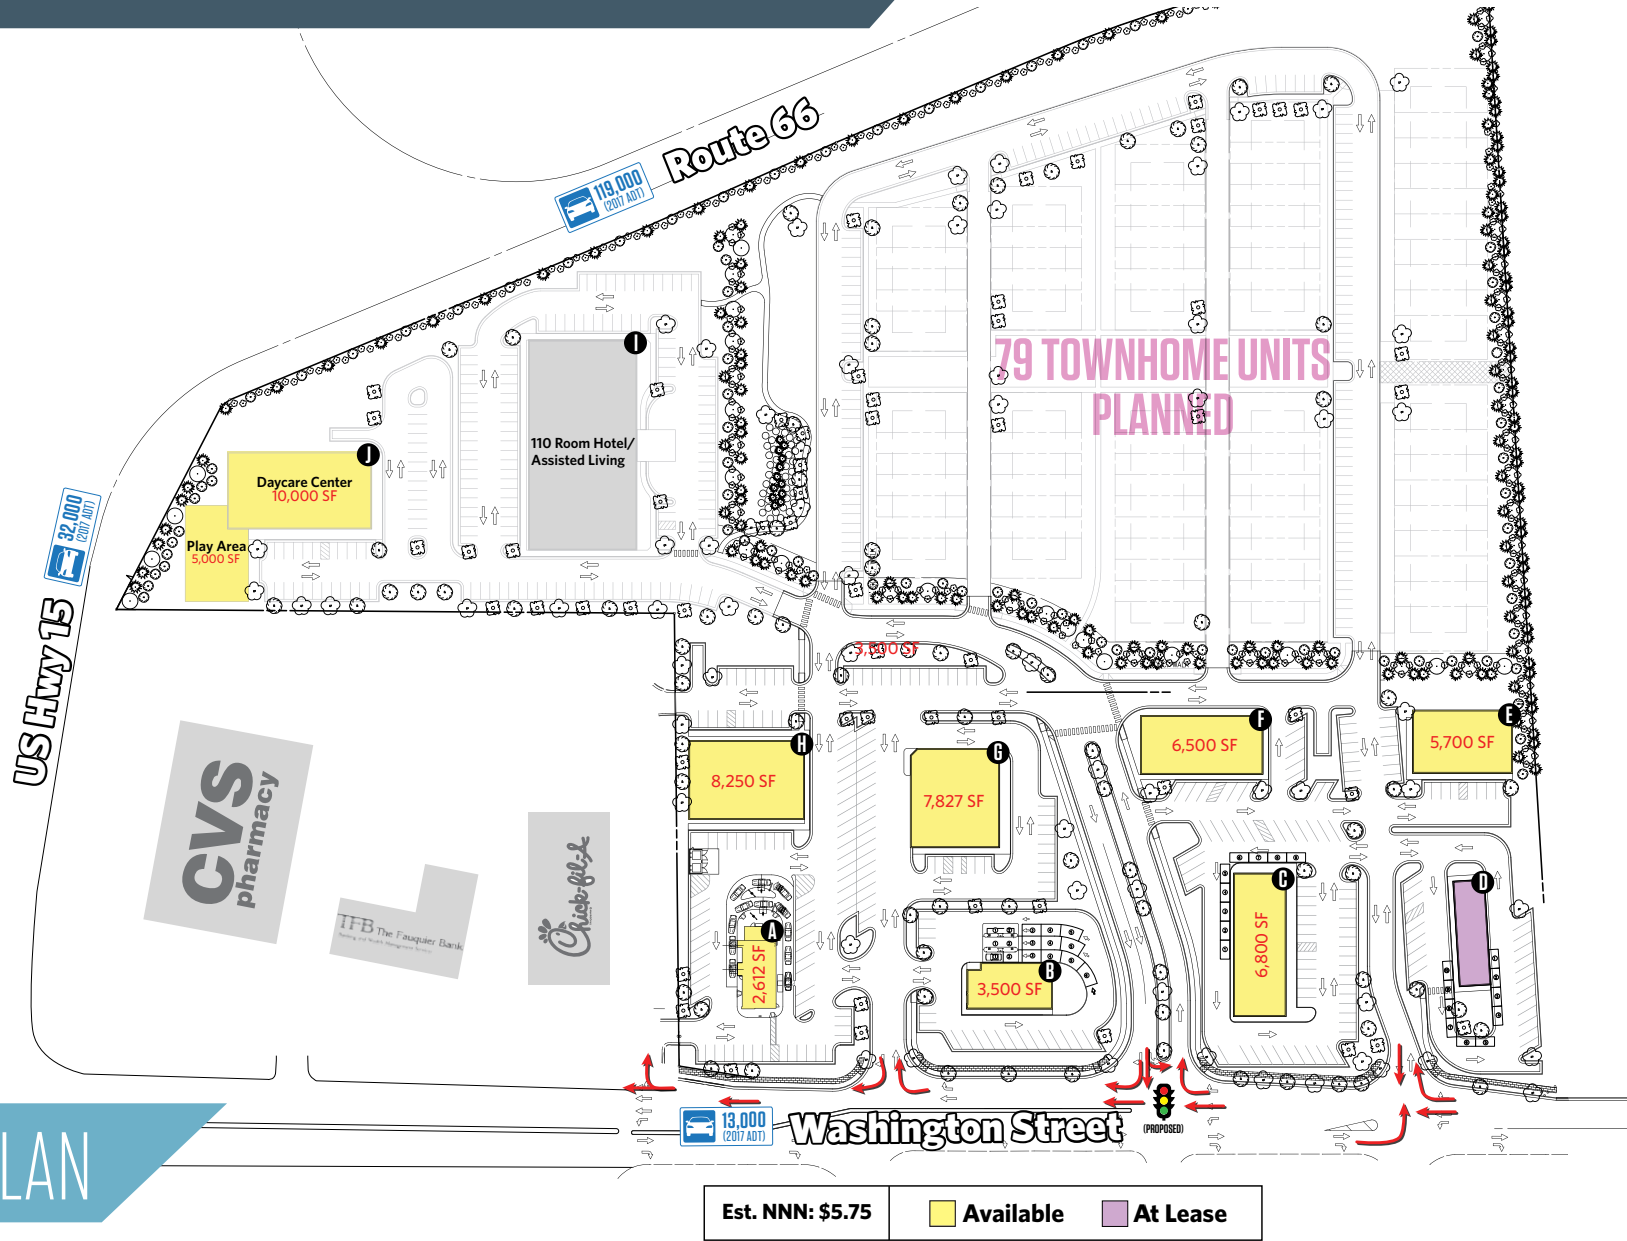 Route 66
119,000
(2017 ADT)
I
79 TOWNHOME UNITS
PLANNED
110 Room Hotel/
Assisted Living
J
Daycare Center
10,000 SF
Play Area
5,000 SF
32,000
(2017 ADT)
US Hwy 15
3,500 SF
H
8,250 SF
G
7,827 SF
F
6,500 SF
E
5,700 SF
CVS
pharmacy
TFB The Fauquier Bank
Chick-fil-A
A
2,612 SF
B
3,500 SF
C
6,800 SF
D
13,000
(2017 ADT)
Washington Street
(PROPOSED)
LAN
Est. NNN: $5.75
Available
At Lease